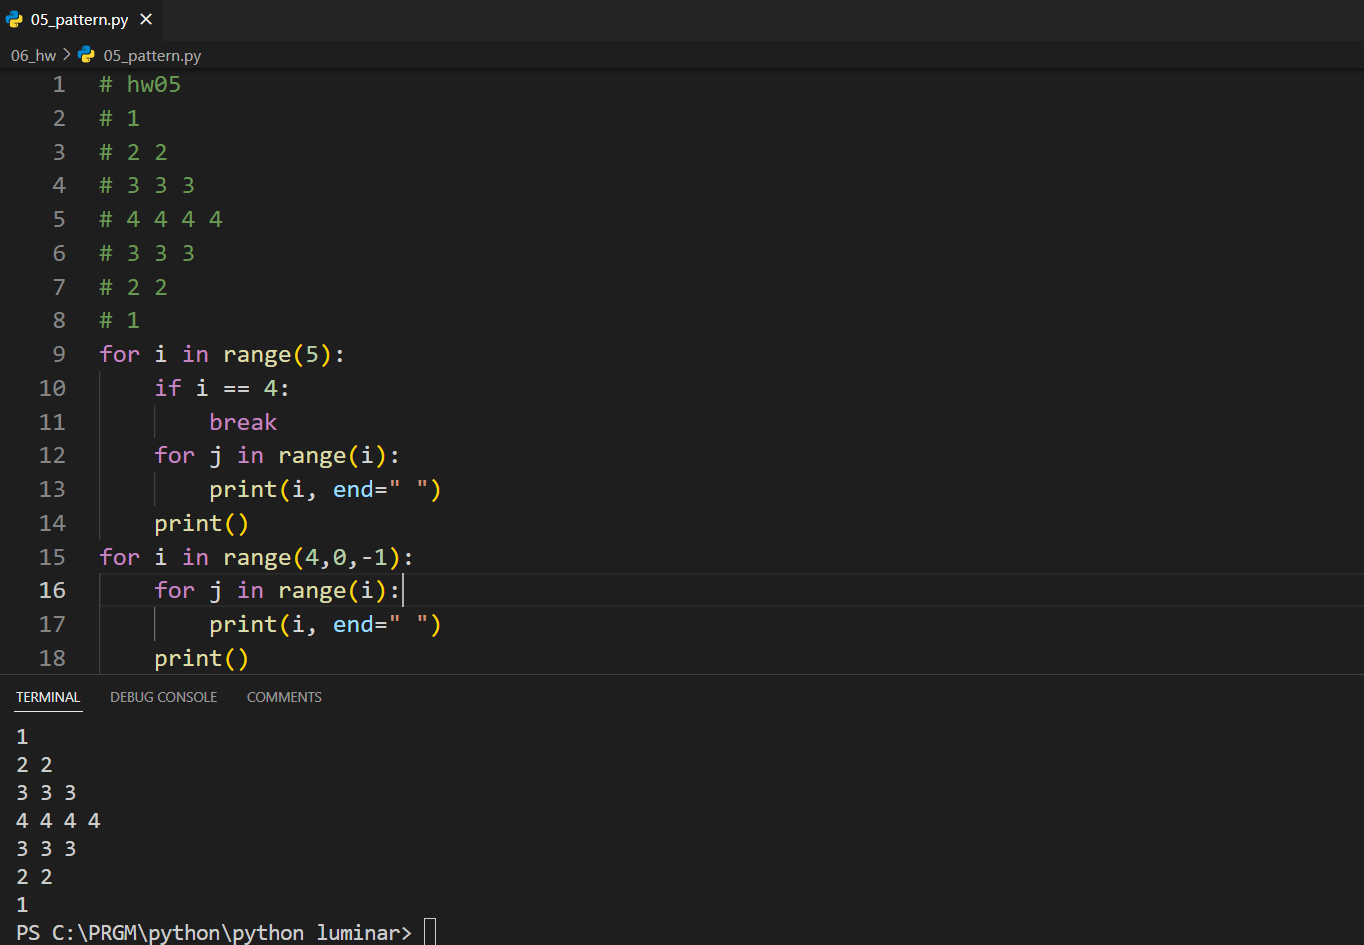 05_pattern.py ×
06_hw > 05_pattern.py
1 # hw05
2 # 1
3 # 2 2
4 # 3 3 3
5 # 4 4 4 4
6 # 3 3 3
7 # 2 2
8 # 1
9 for i in range(5):
10     if i == 4:
11         break
12     for j in range(i):
13         print(i, end=" ")
14     print()
15 for i in range(4,0,-1):
16     for j in range(i):
17         print(i, end=" ")
18     print()
TERMINAL DEBUG CONSOLE COMMENTS
1
2 2
3 3 3
4 4 4 4
3 3 3
2 2
1
PS C:\PRGM\python\python luminar>